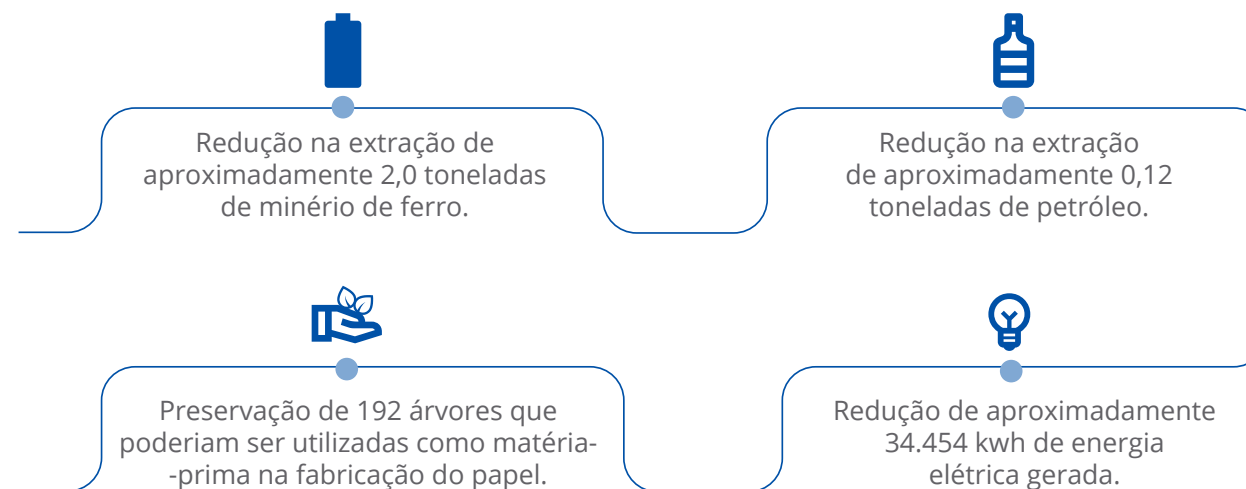 Redução na extração de
aproximadamente 2,0 toneladas
de minério de ferro.
Redução na extração
de aproximadamente 0,12
toneladas de petróleo.
Preservação de 192 árvores que
poderiam ser utilizadas como matéria-
-prima na fabricação do papel.
Redução de aproximadamente
34.454 kwh de energia
elétrica gerada.